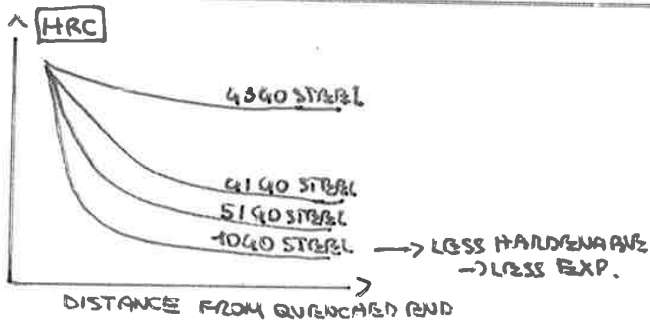 HRC
4340 STEEL
4140 STEEL
5140 STEEL
1040 STEEL → LESS HARDENABLE
→ LESS EXP.
DISTANCE FROM QUENCHED END